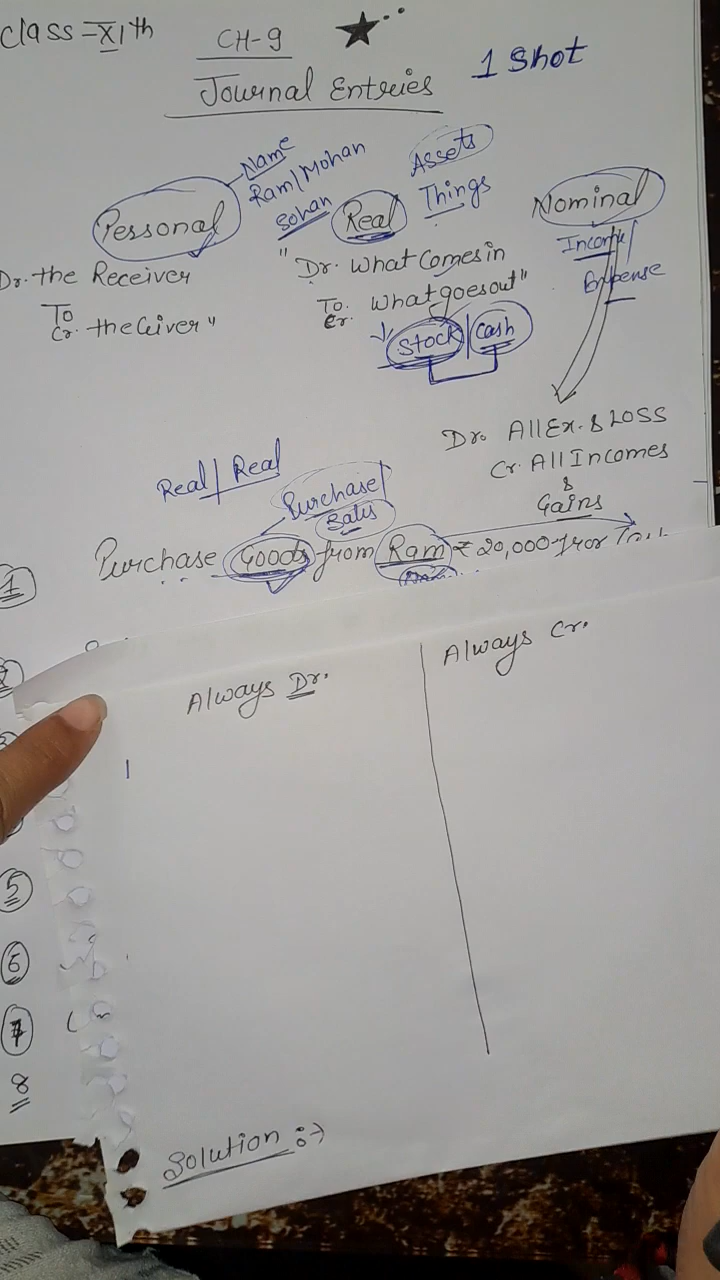 Class = XIth
CH-9
Journal Entries
1 Shot
Name
Ram/Mohan
Sohan
Personal
Dr. the Receiver
To
Cr. the Giver"
Assets
Things
Real
" Dr. What Comes in
To
Cr. What goes out"
Stock | Cash
Nominal
Income/
Expense
Dr. All Ex. & Loss
Cr. All Incomes
&
Gains
Real | Real
Purchase/
Sales
1 Purchase Goods from Ram ₹20,000 for
2
Always Dr.
Always Cr.
1
5
6
7
8
Solution :→